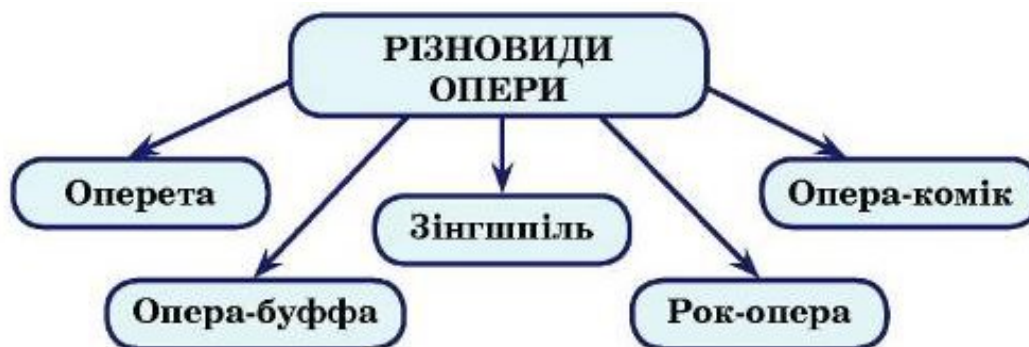 РІЗНОВИДИ
ОПЕРИ
Оперета
Зінгшпіль
Опера-комік
Опера-буффа
Рок-опера